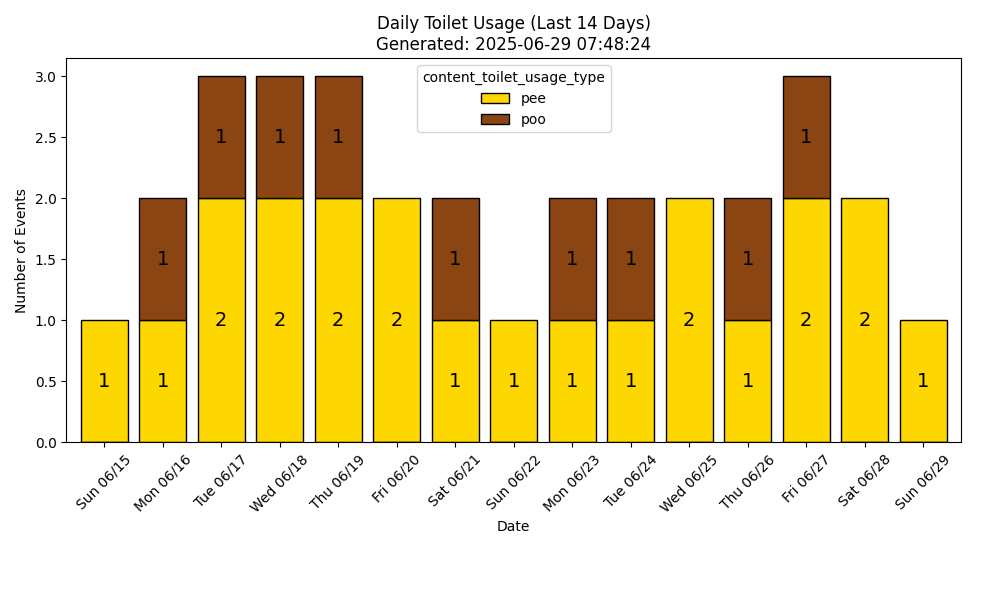 Daily Toilet Usage (Last 14 Days)
Generated: 2025-06-29 07:48:24
content_toilet_usage_type
pee
poo
Number of Events
3.0
2.5
2.0
1.5
1.0
0.5
0.0
1 1 1 1
1 1 1 1 1
2 2 2 2 2 2 2
1 1 1 1 1 1 1 1
Sun 06/15
Mon 06/16
Tue 06/17
Wed 06/18
Thu 06/19
Fri 06/20
Sat 06/21
Sun 06/22
Mon 06/23
Tue 06/24
Wed 06/25
Thu 06/26
Fri 06/27
Sat 06/28
Sun 06/29
Date